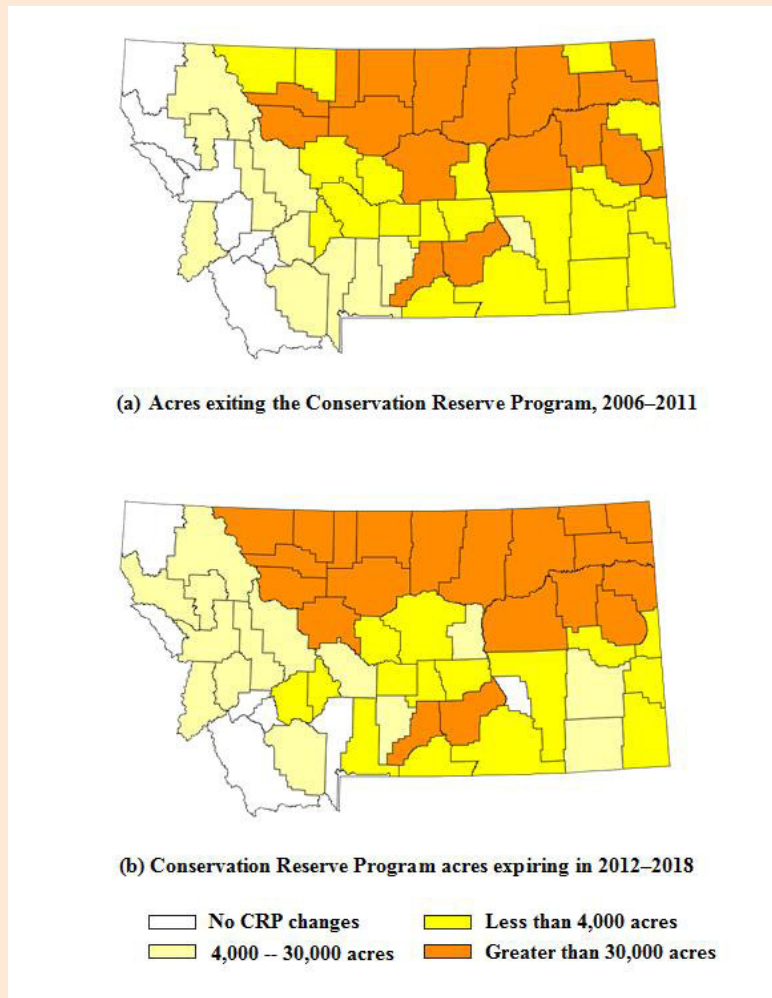 (a) Acres exiting the Conservation Reserve Program, 2006–2011
(b) Conservation Reserve Program acres expiring in 2012–2018
No CRP changes
Less than 4,000 acres
4,000 -- 30,000 acres
Greater than 30,000 acres